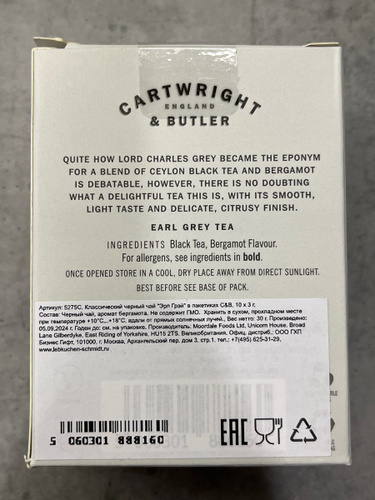 CARTWRIGHT
ENGLAND
& BUTLER
QUITE HOW LORD CHARLES GREY BECAME THE EPONYM
FOR A BLEND OF CEYLON BLACK TEA AND BERGAMOT
IS DEBATABLE, HOWEVER, THERE IS NO DOUBTING
WHAT A DELIGHTFUL TEA THIS IS, WITH ITS SMOOTH,
LIGHT TASTE AND DELICATE, CITRUSY FINISH.
EARL GREY TEA
INGREDIENTS Black Tea, Bergamot Flavour.
For allergens, see ingredients in bold.
ONCE OPENED STORE IN A COOL, DRY PLACE AWAY FROM DIRECT SUNLIGHT.
BEST BEFORE SEE BASE OF PACK.
Артикул: 5275C. Классический черный чай "Эрл Грэй" в пакетиках C&B, 10 x 3 г.
Состав: Черный чай, аромат бергамота. Не содержит ГМО. Хранить в сухом, прохладном месте
при температуре +10°C...+18°C, вдали от прямых солнечных лучей., Вес нетто: 30 г. Произведено:
05.09.2024 г. Годен до: см. на упаковке. Производитель: Moordale Foods Ltd, Unicorn House, Broad
Lane Gilberdyke, East Riding of Yorkshire, HU15 2TS, Великобритания. Офиц. дистриб.: ООО ГХП
Бизнес Гифт, 101000, г. Москва, Архангельский пер. дом 3, стр.1, тел.: +7(495) 625-31-29,
www.lebkuchen-schmidt.ru
5 060301 888160
EAC